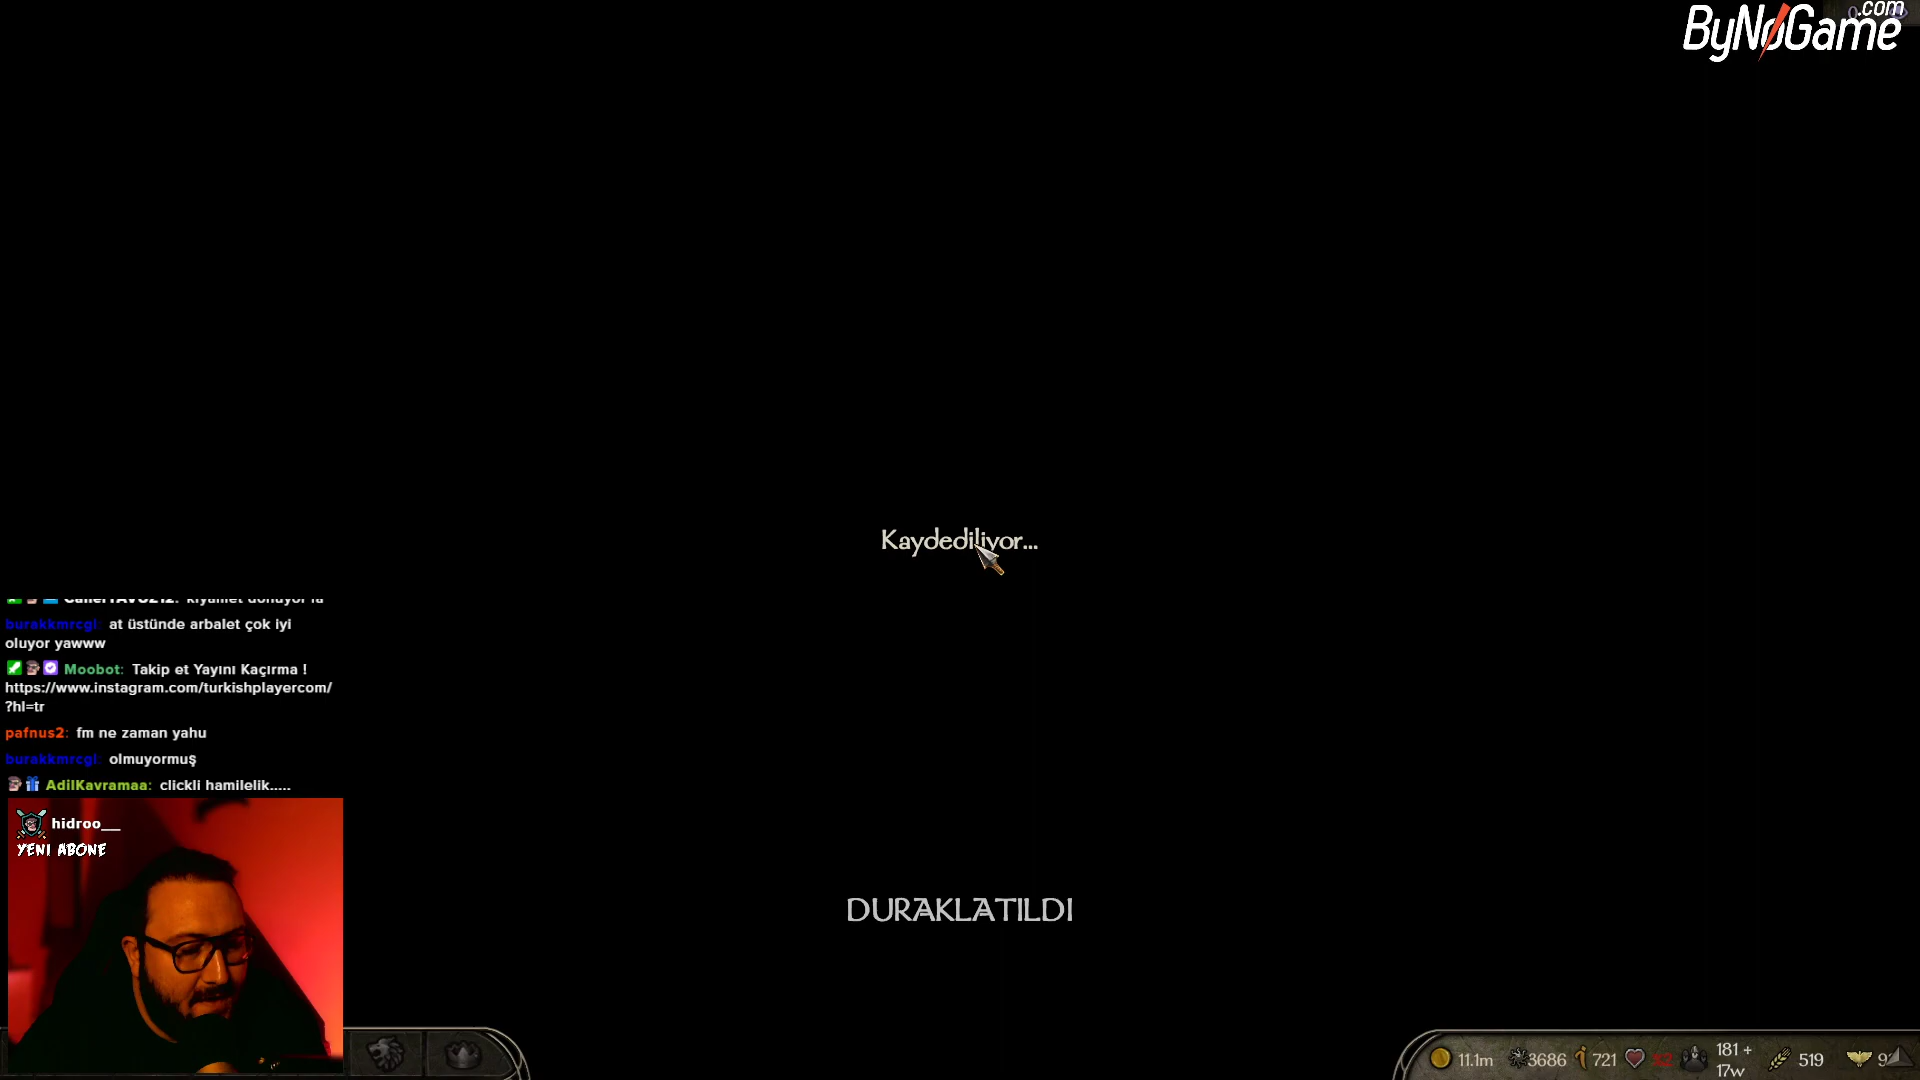 ByNoGame
.com
Kaydediliyor...
burakkmrcgl: at üstünde arbalet çok iyi
oluyor yawww
Moobot: Takip et Yayını Kaçırma !
https://www.instagram.com/turkishplayercom/
?hl=tr
pafnus2: fm ne zaman yahu
burakkmrcgl: olmuyormuş
AdilKavramaa: clickli hamilelik.....
hidroo__
YENI ABONE
DURAKLATILDI
11.1m 3686 721 181 + 519
17w